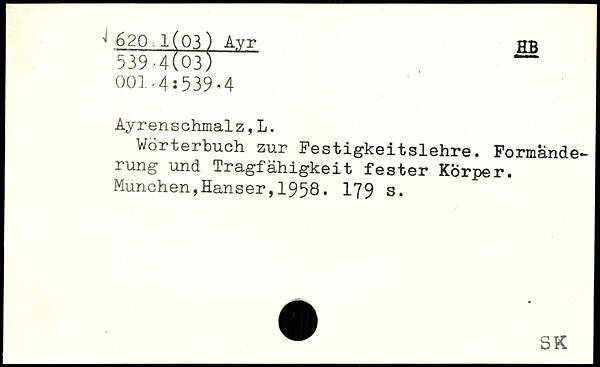 620.1(03) Ayr
HB
539.4(03)
001.4:539.4
Ayrenschmalz,L.
Wörterbuch zur Festigkeitslehre. Formände-
rung und Tragfähigkeit fester Körper.
Munchen,Hanser,1958. 179 s.
SK